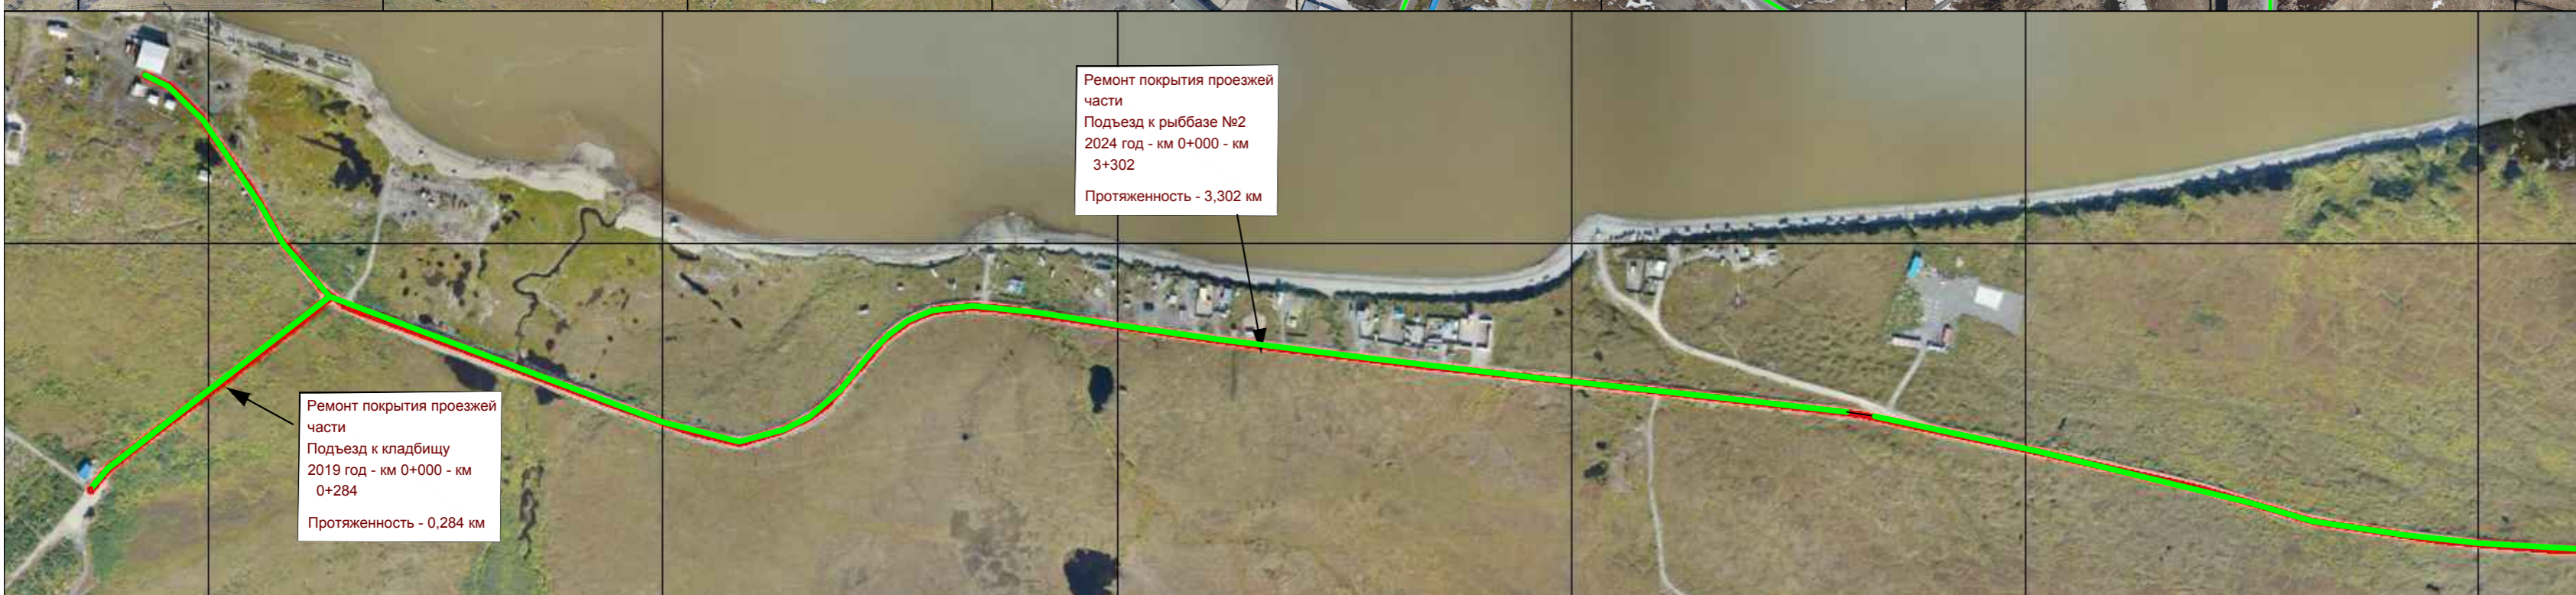 Ремонт покрытия проезжей
части
Подъезд к рыббазе №2
2024 год - км 0+000 - км
3+302
Протяженность - 3,302 км
Ремонт покрытия проезжей
части
Подъезд к кладбищу
2019 год - км 0+000 - км
0+284
Протяженность - 0,284 км